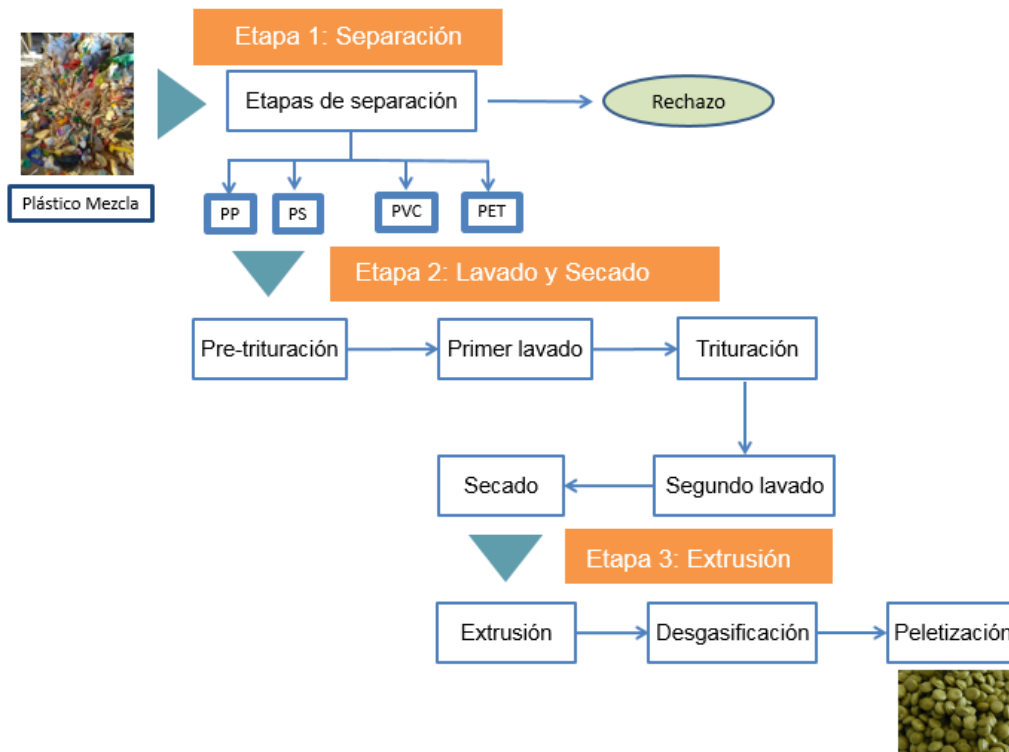 Etapa 1: Separación
Etapas de separación
Rechazo
Plástico Mezcla
PP
PS
PVC
PET
Etapa 2: Lavado y Secado
Pre-trituración
Primer lavado
Trituración
Secado
Segundo lavado
Etapa 3: Extrusión
Extrusión
Desgasificación
Peletización